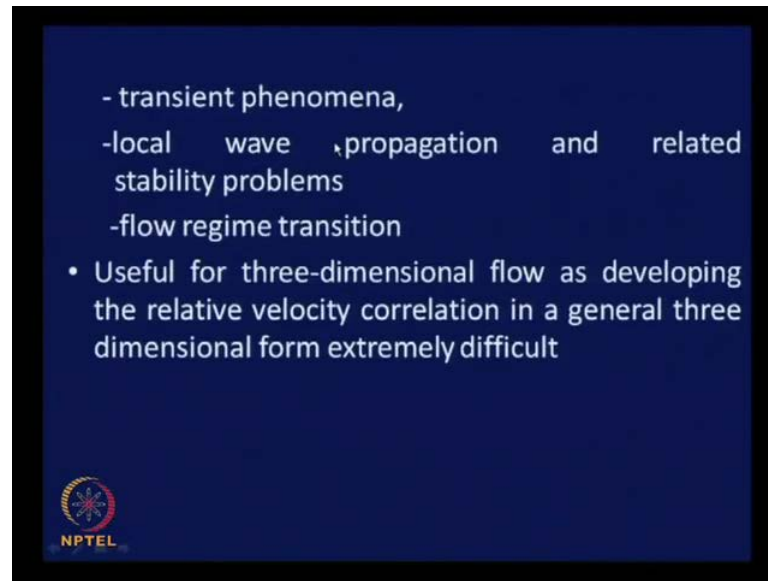 - transient phenomena,
-local wave propagation and related
stability problems
-flow regime transition
• Useful for three-dimensional flow as developing
the relative velocity correlation in a general three
dimensional form extremely difficult
NPTEL